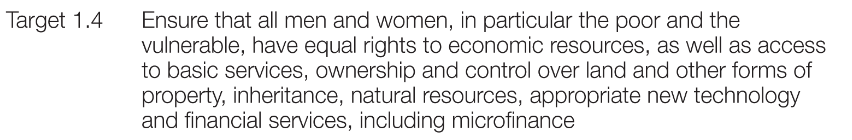 Target 1.4 Ensure that all men and women, in particular the poor and the
vulnerable, have equal rights to economic resources, as well as access
to basic services, ownership and control over land and other forms of
property, inheritance, natural resources, appropriate new technology
and financial services, including microfinance